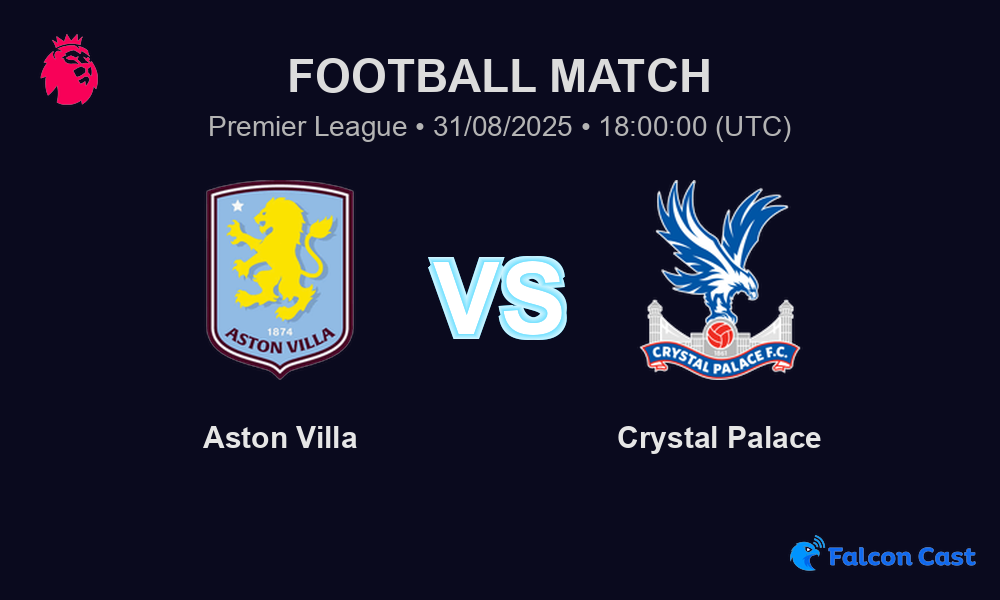 FOOTBALL MATCH
Premier League • 31/08/2025 • 18:00:00 (UTC)
1874
ASTON VILLA
VS
CRYSTAL PALACE F.C.
1861
Aston Villa
Crystal Palace
Falcon Cast